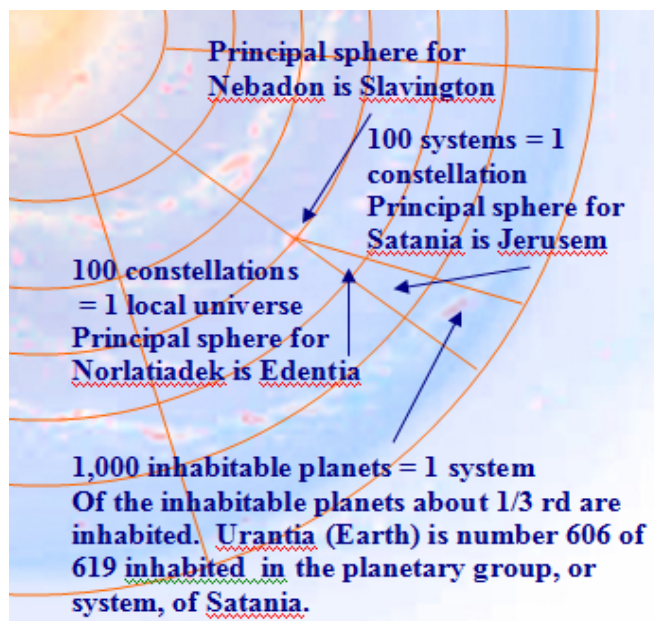 Principal sphere for
Nebadon is Slavington
100 systems = 1
constellation
Principal sphere for
Satania is Jerusem
100 constellations
= 1 local universe
Principal sphere for
Norlatiadek is Edentia
1,000 inhabitable planets = 1 system
Of the inhabitable planets about 1/3 rd are
inhabited. Urantia (Earth) is number 606 of
619 inhabited in the planetary group, or
system, of Satania.